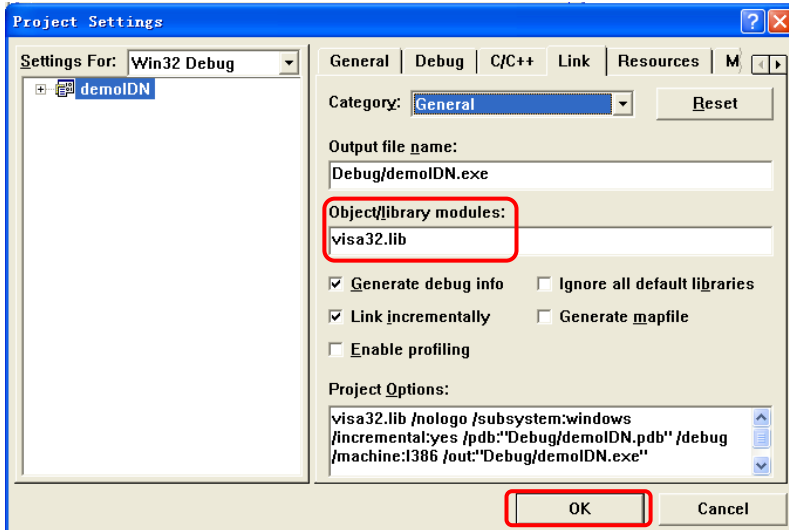 Project Settings
Settings For: Win32 Debug
demoIDN
General Debug C/C++ Link Resources M
Category: General Reset
Output file name:
Debug/demoIDN.exe
Object/library modules:
visa32.lib
Generate debug info Ignore all default libraries
Link incrementally Generate mapfile
Enable profiling
Project Options:
visa32.lib /nologo /subsystem:windows
/incremental:yes /pdb:"Debug/demoIDN.pdb" /debug
/machine:I386 /out:"Debug/demoIDN.exe"
OK Cancel